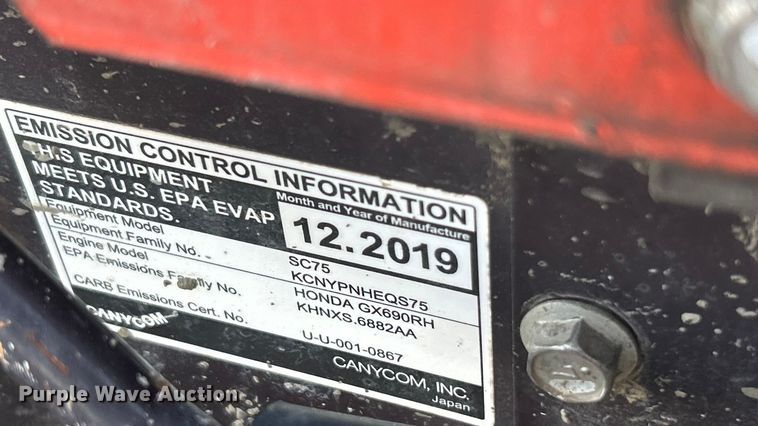 EMISSION CONTROL INFORMATION
THIS EQUIPMENT
MEETS U.S. EPA EVAP
STANDARDS.
Month and Year of Manufacture
12.2019
Equipment Model SC75
Equipment Family No. KCNYPNHEQS75
Engine Model HONDA GX690RH
EPA Emissions Family No. KHNXS.6882AA
CARB Emissions Cert. No. U-U-001-0867
CANYCOM
CANYCOM, INC.
Japan
Purple Wave Auction